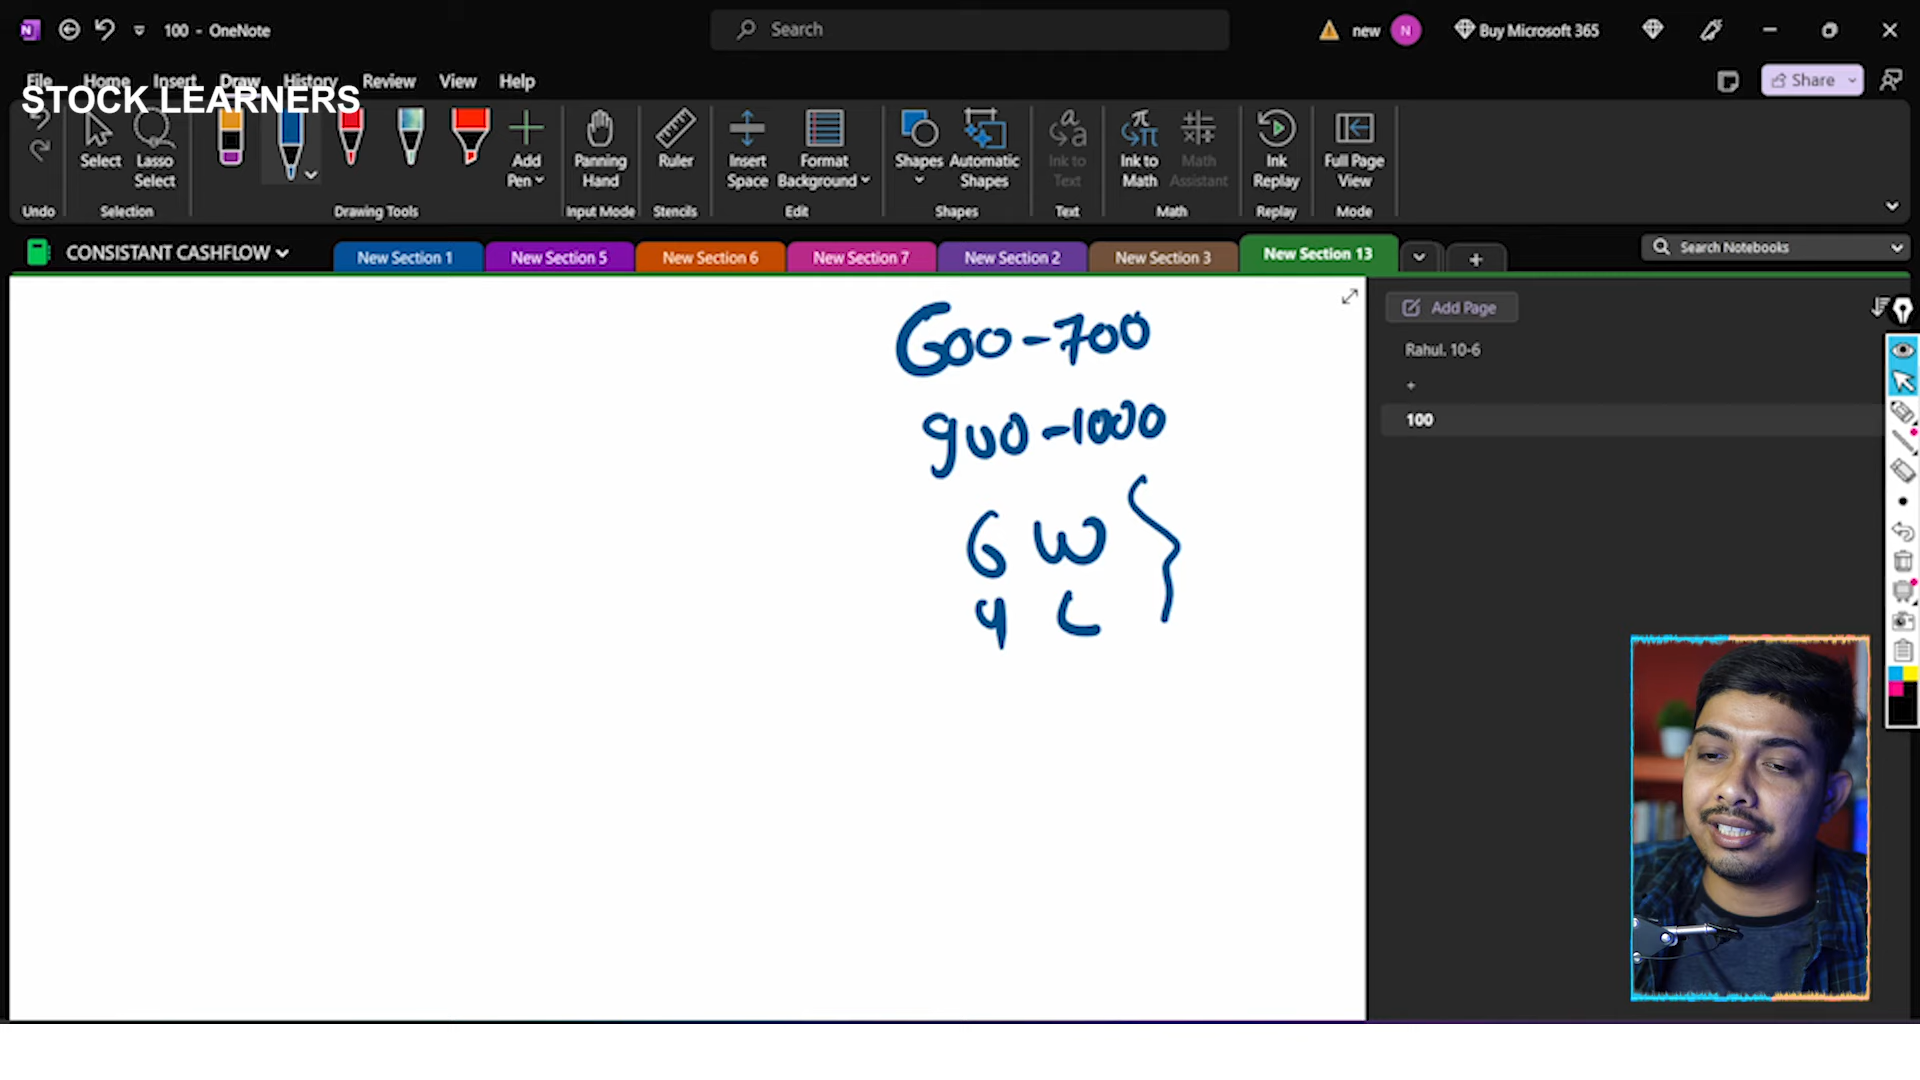 100 - OneNote
Search
new
N
Buy Microsoft 365
File Home Insert Draw History Review View Help
Share
STOCK LEARNERS
Select
Lasso Select
Add Pen
Panning Hand
Ruler
Insert Space
Format Background
Shapes
Automatic Shapes
Ink to Text
Ink to Math
Math Assistant
Ink Replay
Full Page View
Undo
Selection
Drawing Tools
Input Mode
Stencils
Edit
Shapes
Text
Math
Replay
Mode
CONSISTANT CASHFLOW
New Section 1
New Section 5
New Section 6
New Section 7
New Section 2
New Section 3
New Section 13
Search Notebooks
Add Page
Rahul. 10-6
+
100
600-700
900-1000
6 W
4 L